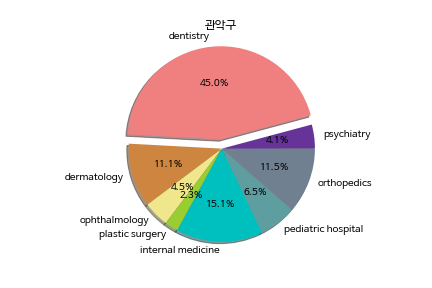 관악구
dentistry
45.0%
psychiatry
4.1%
11.1%
11.5%
dermatology
orthopedics
4.5%
6.5%
2.3%
15.1%
ophthalmology
pediatric hospital
plastic surgery
internal medicine